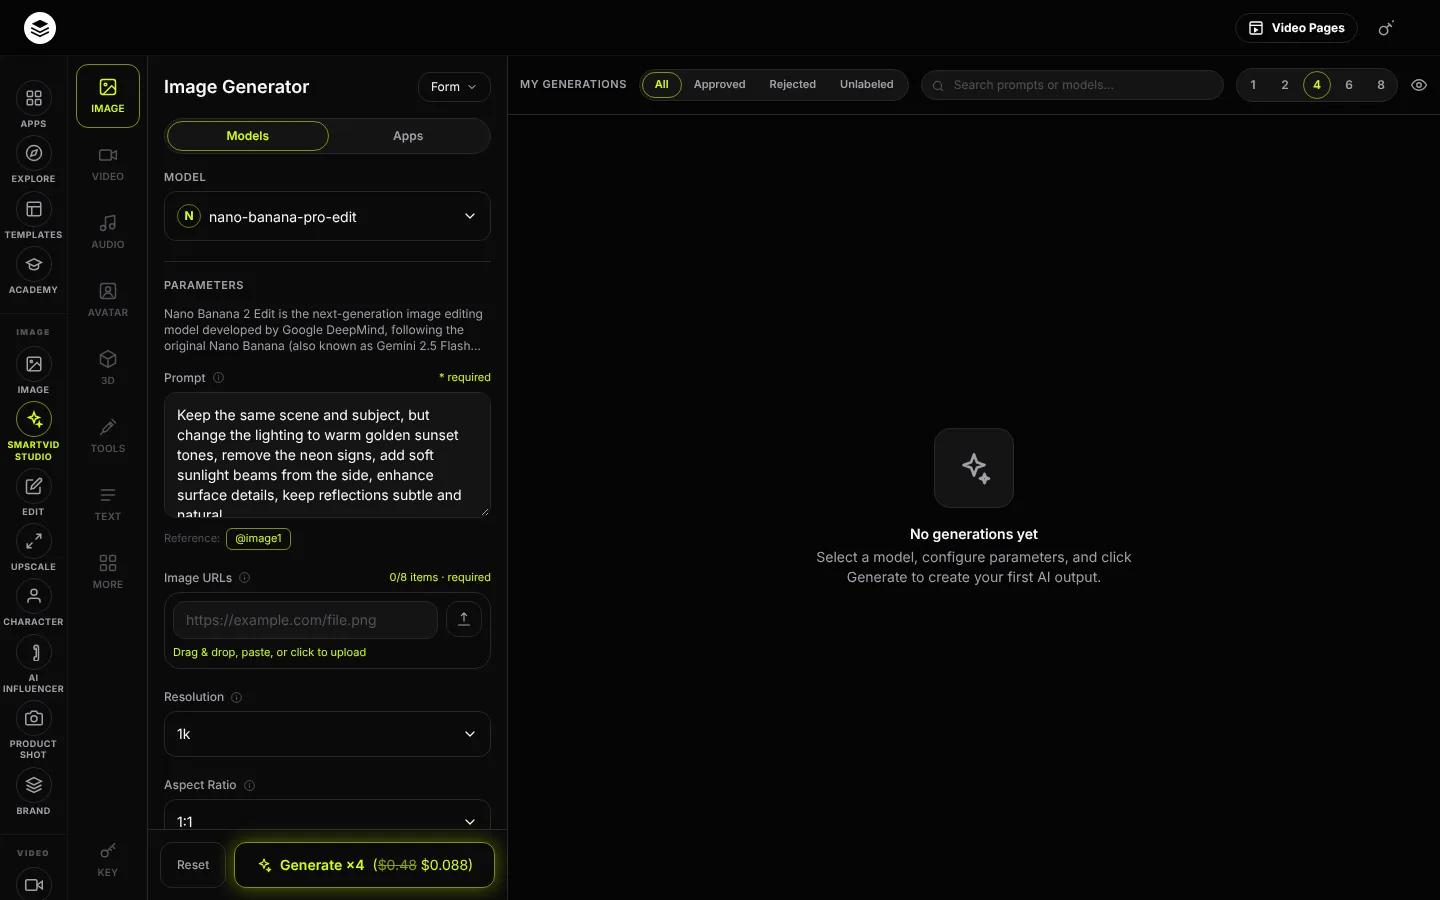 Video Pages
APPS
EXPLORE
TEMPLATES
ACADEMY
IMAGE
IMAGE
SMARTVID
STUDIO
EDIT
UPSCALE
CHARACTER
AI
INFLUENCER
PRODUCT
SHOT
BRAND
VIDEO
IMAGE
VIDEO
AUDIO
AVATAR
3D
TOOLS
TEXT
MORE
KEY
Image Generator
Form
Models
Apps
MODEL
N nano-banana-pro-edit
PARAMETERS
Nano Banana 2 Edit is the next-generation image editing
model developed by Google DeepMind, following the
original Nano Banana (also known as Gemini 2.5 Flash...
Prompt
* required
Keep the same scene and subject, but
change the lighting to warm golden sunset
tones, remove the neon signs, add soft
sunlight beams from the side, enhance
surface details, keep reflections subtle and
natural
Reference: @image1
Image URLs
0/8 items · required
https://example.com/file.png
Drag & drop, paste, or click to upload
Resolution
1k
Aspect Ratio
1:1
Reset
Generate ×4 ($0.48 $0.088)
MY GENERATIONS
All
Approved
Rejected
Unlabeled
Search prompts or models...
1 2 4 6 8
No generations yet
Select a model, configure parameters, and click
Generate to create your first AI output.